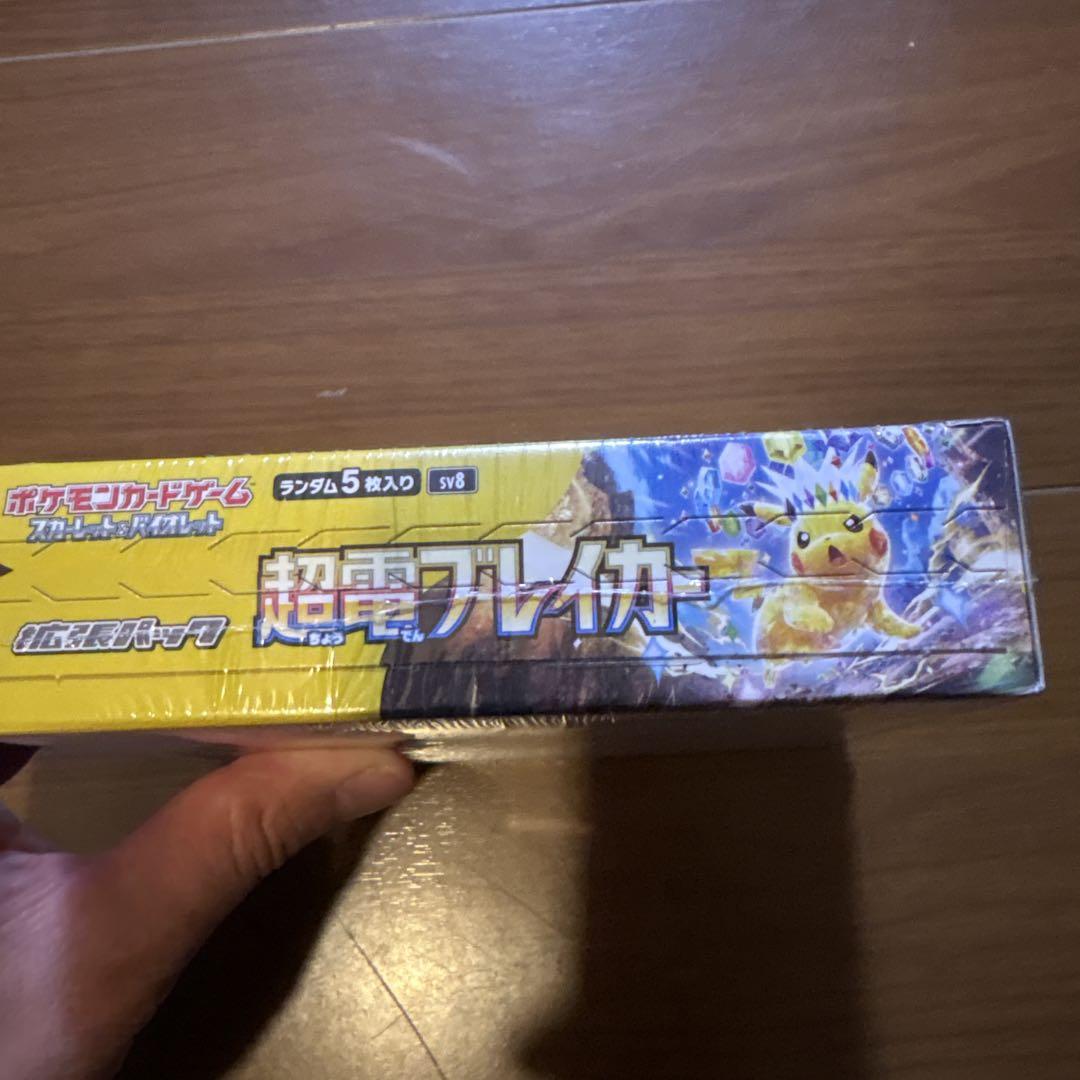 ポケモンカードゲーム
スカーレット&バイオレット
ランダム5枚入り
SV8
拡張パック
超電ブレイカー
ちょう でん